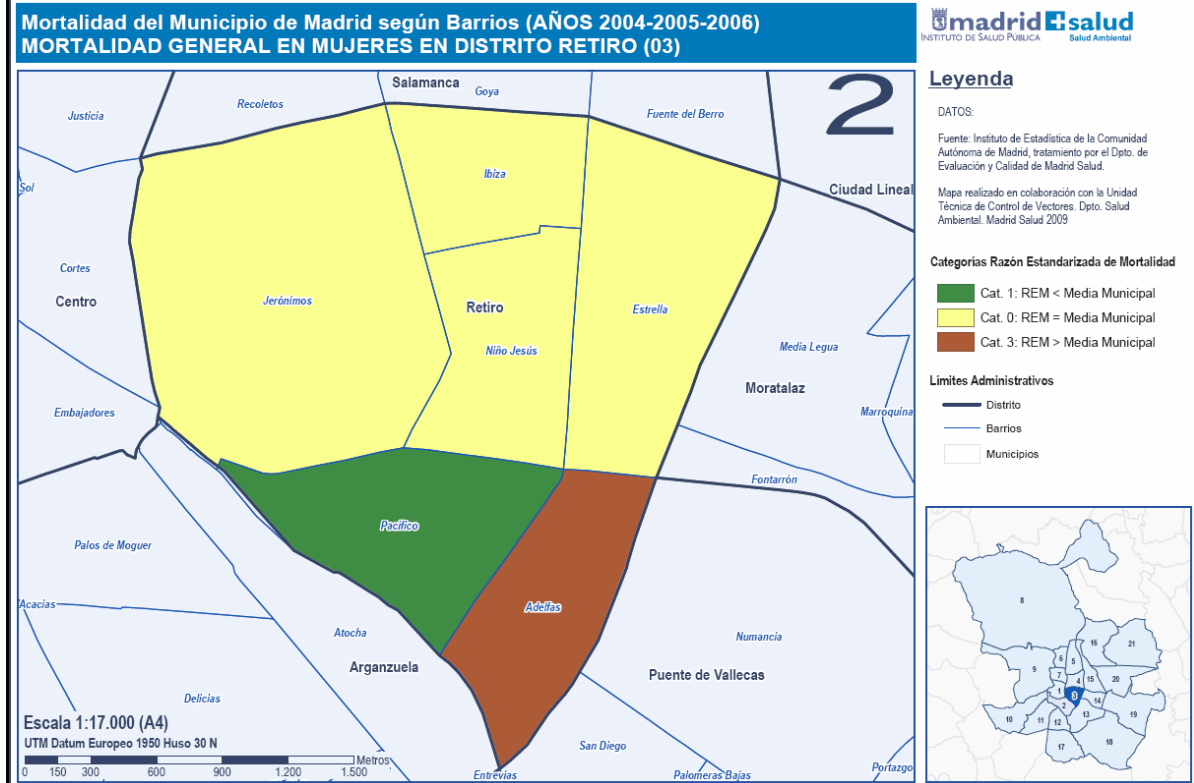 Mortalidad del Municipio de Madrid según Barrios (AÑOS 2004-2005-2006)
MORTALIDAD GENERAL EN MUJERES EN DISTRITO RETIRO (03)
madrid salud
INSTITUTO DE SALUD PÚBLICA
Salud Ambiental
2
Salamanca
Goya
Recoletos
Justicia
Fuente del Berro
Ibiza
Sol
Ciudad Lineal
Cortes
Centro
Jerónimos
Retiro
Estrella
Niño Jesús
Media Legua
Moratalaz
Embajadores
Marroquina
Fontarrón
Pacífico
Palos de Moguer
Acacias
Adelfas
Atocha
Numancia
Arganzuela
Puente de Vallecas
Delicias
San Diego
Entrevías
Palomeras Bajas
Portazgo
Escala 1:17.000 (A4)
UTM Datum Europeo 1950 Huso 30 N
Metros
0 150 300 600 900 1.200 1.500
Leyenda
DATOS:
Fuente: Instituto de Estadística de la Comunidad
Autónoma de Madrid, tratamiento por el Dpto. de
Evaluación y Calidad de Madrid Salud.
Mapa realizado en colaboración con la Unidad
Técnica de Control de Vectores. Dpto. Salud
Ambiental. Madrid Salud 2009
Categorias Razón Estandarizada de Mortalidad
Cat. 1: REM < Media Municipal
Cat. 0: REM = Media Municipal
Cat. 3: REM > Media Municipal
Límites Administrativos
Distrito
Barrios
Municipios
8
16
21
6
5
9
7
4
15
20
1
3
2
14
10
11
12
13
19
17
18